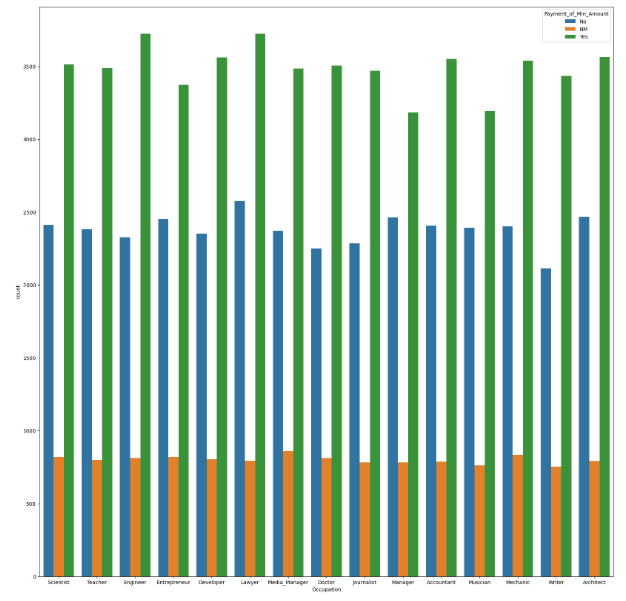 Payment_of_Min_Amount
No
NM
Yes
count
3500
3000
2500
2000
1500
1000
500
0
Scientist Teacher Engineer Entrepreneur Developer Lawyer Media_Manager Doctor Journalist Manager Accountant Musician Mechanic Writer Architect
Occupation